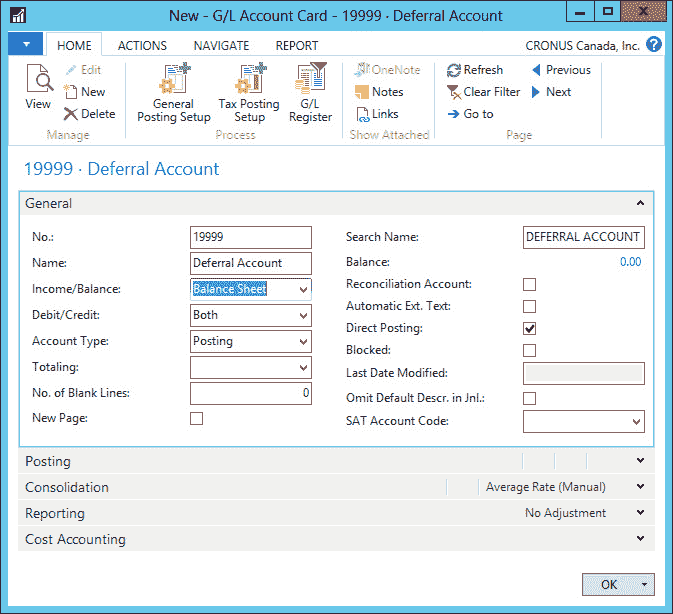 New - G/L Account Card - 19999 · Deferral Account
HOME ACTIONS NAVIGATE REPORT CRONUS Canada, Inc. ?
View
Edit
New
Delete
Manage
General Posting Setup
Tax Posting Setup
G/L Register
Process
OneNote
Notes
Links
Show Attached
Refresh
Clear Filter
Go to
Previous
Next
Page
19999 · Deferral Account
General
No.: 19999
Name: Deferral Account
Income/Balance: Balance Sheet
Debit/Credit: Both
Account Type: Posting
Totaling:
No. of Blank Lines: 0
New Page:
Search Name: DEFERRAL ACCOUNT
Balance: 0.00
Reconciliation Account:
Automatic Ext. Text:
Direct Posting:
Blocked:
Last Date Modified:
Omit Default Descr. in Jnl.:
SAT Account Code:
Posting
Consolidation Average Rate (Manual)
Reporting No Adjustment
Cost Accounting
OK